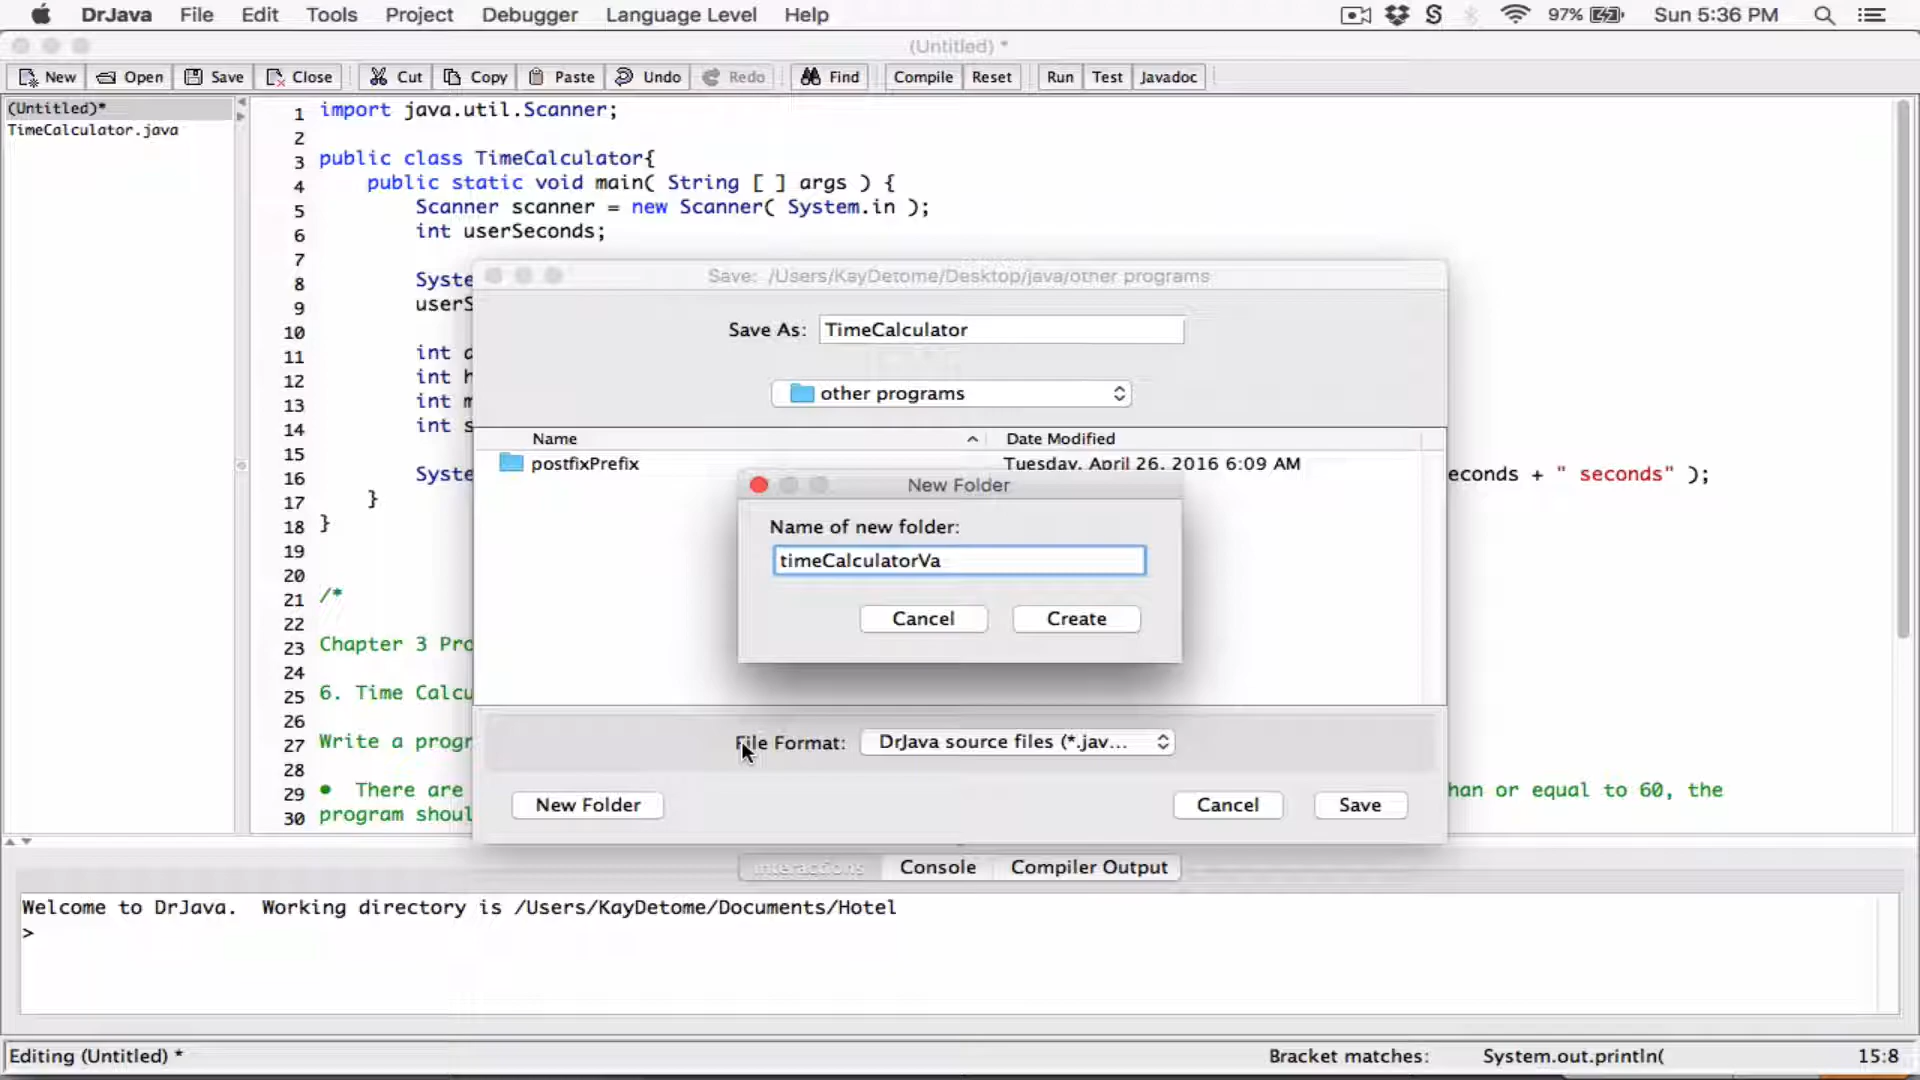 DrJava File Edit Tools Project Debugger Language Level Help 97% Sun 5:36 PM
(Untitled) *
New Open Save Close Cut Copy Paste Undo Redo Find Compile Reset Run Test Javadoc
(Untitled)*
TimeCalculator.java
1 import java.util.Scanner;
2
3 public class TimeCalculator{
4 public static void main( String [ ] args ) {
5 Scanner scanner = new Scanner( System.in );
6 int userSeconds;
7
8 Syste
9 userS
10
11 int
12 int
13 int
14 int s
15
16 Syste econds + " seconds" );
17 }
18 }
19
20
21 /*
22
23 Chapter 3 Pro
24
25 6. Time Calcu
26
27 Write a progr
28
29 • There are han or equal to 60, the
30 program shoul
Save: /Users/KayDetome/Desktop/java/other programs
Save As: TimeCalculator
other programs
Name Date Modified
postfixPrefix Tuesday, April 26, 2016 6:09 AM
New Folder
Name of new folder:
timeCalculatorVa
Cancel Create
File Format: DrJava source files (*.jav...
New Folder Cancel Save
Interactions Console Compiler Output
Welcome to DrJava. Working directory is /Users/KayDetome/Documents/Hotel
>
Editing (Untitled) * Bracket matches: System.out.println( 15:8